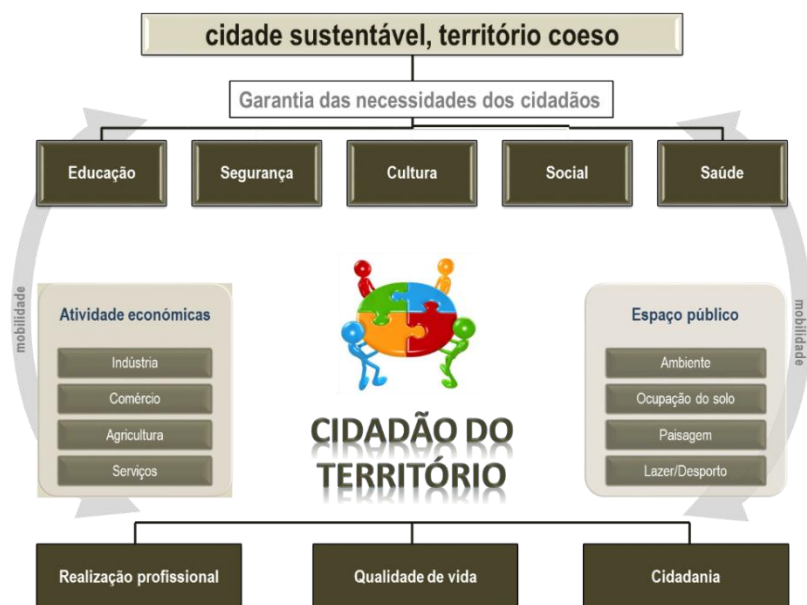 cidade sustentável, território coeso
Garantia das necessidades dos cidadãos
Educação
Segurança
Cultura
Social
Saúde
mobilidade
Atividade económicas
Indústria
Comércio
Agricultura
Serviços
CIDADÃO DO
TERRITÓRIO
Espaço público
Ambiente
Ocupação do solo
Paisagem
Lazer/Desporto
mobilidade
Realização profissional
Qualidade de vida
Cidadania